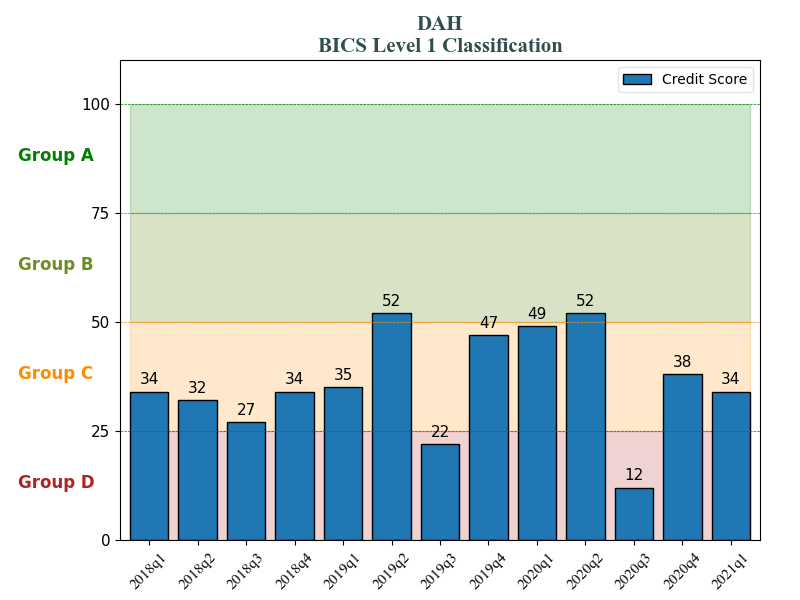 DAH
BICS Level 1 Classification
Credit Score
100
Group A
75
Group B
52
52
50
49
47
38
Group C
34
32
27
34
35
34
25
22
12
Group D
0
2018q1 2018q2 2018q3 2018q4 2019q1 2019q2 2019q3 2019q4 2020q1 2020q2 2020q3 2020q4 2021q1